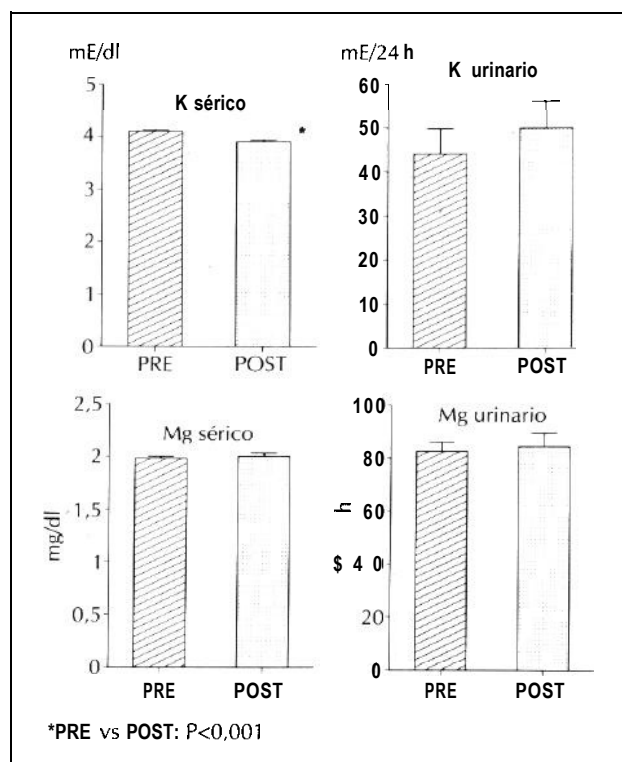 mE/dl
K sérico
5
4
3
2
1
0
*
PRE POST
mE/24 h
K urinario
60
50
40
30
20
10
0
PRE POST
Mg sérico
2,5
2
1,5
1
0,5
0
mg/dl
PRE POST
Mg urinario
100
80
60
$ 40
20
0
h
PRE POST
*PRE vs POST: P<0,001